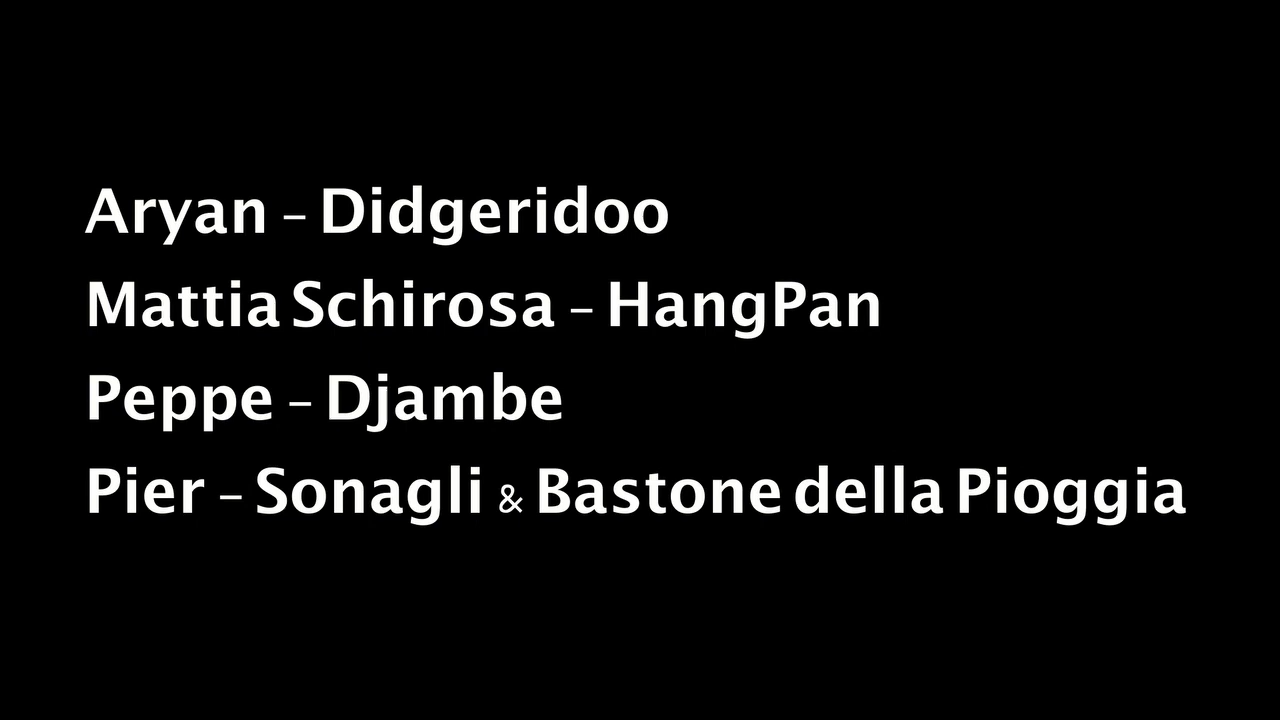 Aryan – Didgeridoo
Mattia Schirosa – HangPan
Peppe – Djambe
Pier – Sonagli & Bastone della Pioggia